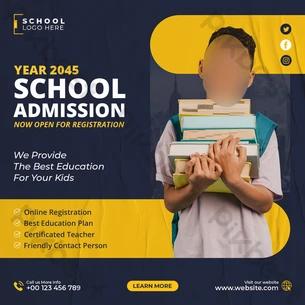 SCHOOL
LOGO HERE
YEAR 2045
SCHOOL
ADMISSION
NOW OPEN FOR REGISTRATION
We Provide
The Best Education
For Your Kids
Online Registration
Best Education Plan
Certificated Teacher
Friendly Contact Person
Call us More Info
+00 123 456 789
LEARN MORE
Visit our website
www.website.com